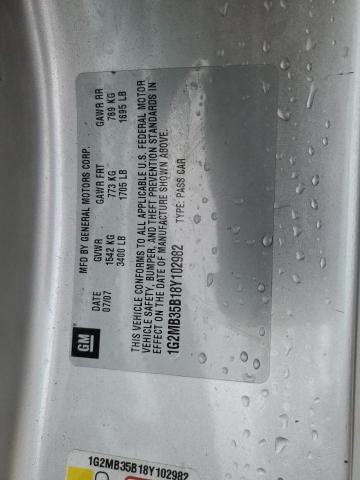 GM
MFD BY GENERAL MOTORS CORP.
DATE GVWR GAWR FRT GAWR RR
07/07 1542 KG 773 KG 769 KG
3400 LB 1705 LB 1695 LB
THIS VEHICLE CONFORMS TO ALL APPLICABLE U.S. FEDERAL MOTOR
VEHICLE SAFETY, BUMPER, AND THEFT PREVENTION STANDARDS IN
EFFECT ON THE DATE OF MANUFACTURE SHOWN ABOVE.
1G2MB35B18Y102982 TYPE: PASS CAR
1G2MB35B18Y102982